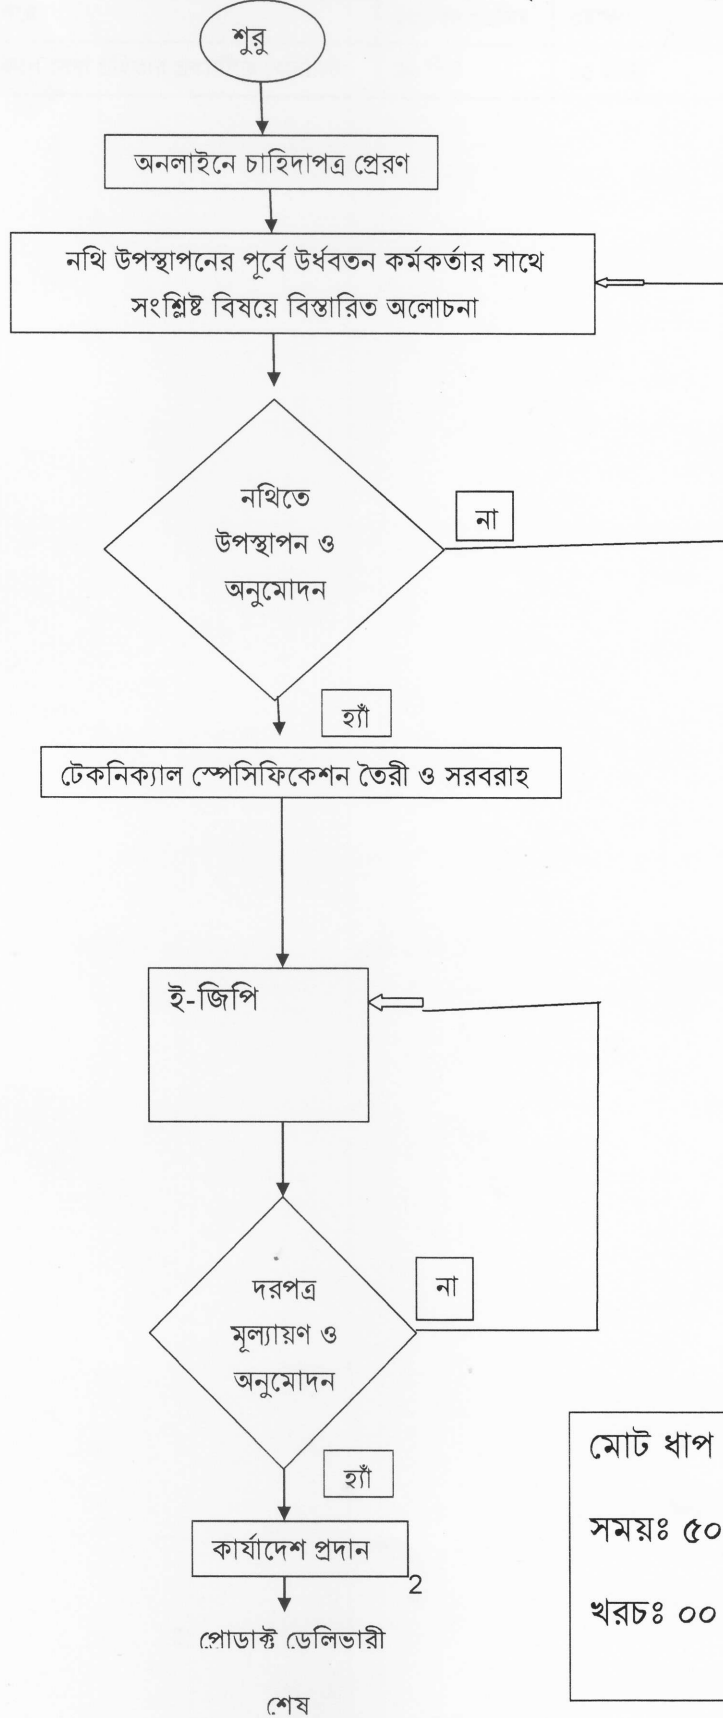 শুরু
অনলাইনে চাহিদাপত্র প্রেরণ
নথি উপস্থাপনের পূর্বে উর্ধবতন কর্মকর্তার সাথে
সংশ্লিষ্ট বিষয়ে বিস্তারিত অলোচনা
নথিতে
উপস্থাপন ও
অনুমোদন
না
হ্যাঁ
টেকনিক্যাল স্পেসিফিকেশন তৈরী ও সরবরাহ
ই-জিপি
দরপত্র
মূল্যায়ণ ও
অনুমোদন
না
হ্যাঁ
কার্যাদেশ প্রদান
2
পোডাক্ট ডেলিভারী
শেষ
মোট ধাপ
সময়ঃ ৫০
খরচঃ ০০